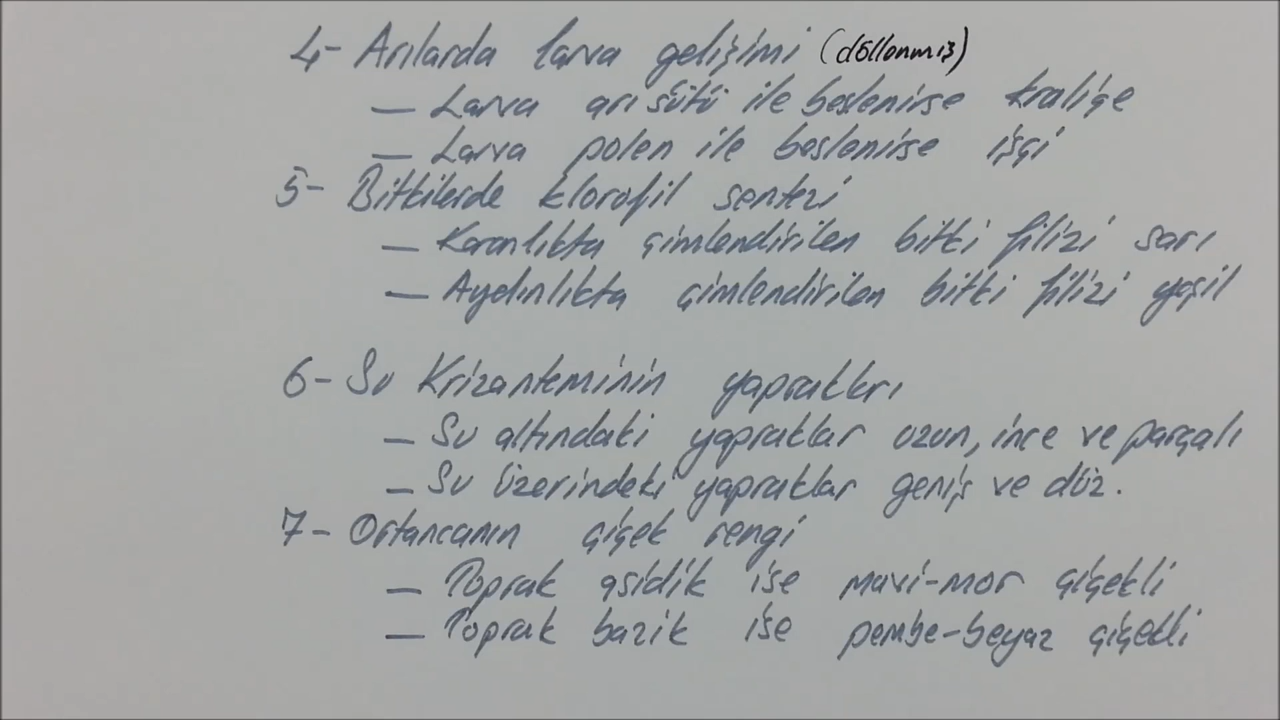 4- Arılarda larva gelişimi (döllenmiş)
— Larva arı sütü ile beslenirse kraliçe
— Larva polen ile beslenirse işçi
5- Bitkilerde klorofil sentezi
— Karanlıkta çimlendirilen bitki filizi sarı
— Aydınlıkta çimlendirilen bitki filizi yeşil
6- Su Krizanteminin yaprakları
— Su altındaki yapraklar uzun, ince ve parçalı
— Su üzerindeki yapraklar geniş ve düz.
7- Ortancanın çiçek rengi
— Toprak asidik ise mavi-mor çiçekli
— Toprak bazik ise pembe-beyaz çiçekli